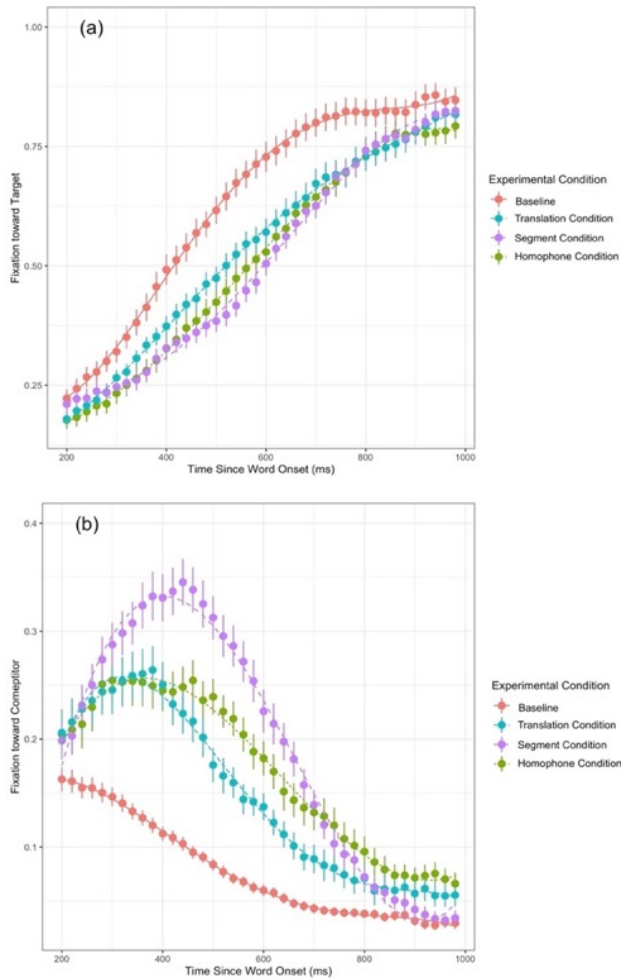 (a)
1.00
0.75
0.50
0.25
Fixation toward Target
200 400 600 800 1000
Time Since Word Onset (ms)
Experimental Condition
Baseline
Translation Condition
Segment Condition
Homophone Condition
(b)
0.4
0.3
0.2
0.1
Fixation toward Comeptitor
200 400 600 800 1000
Time Since Word Onset (ms)
Experimental Condition
Baseline
Translation Condition
Segment Condition
Homophone Condition